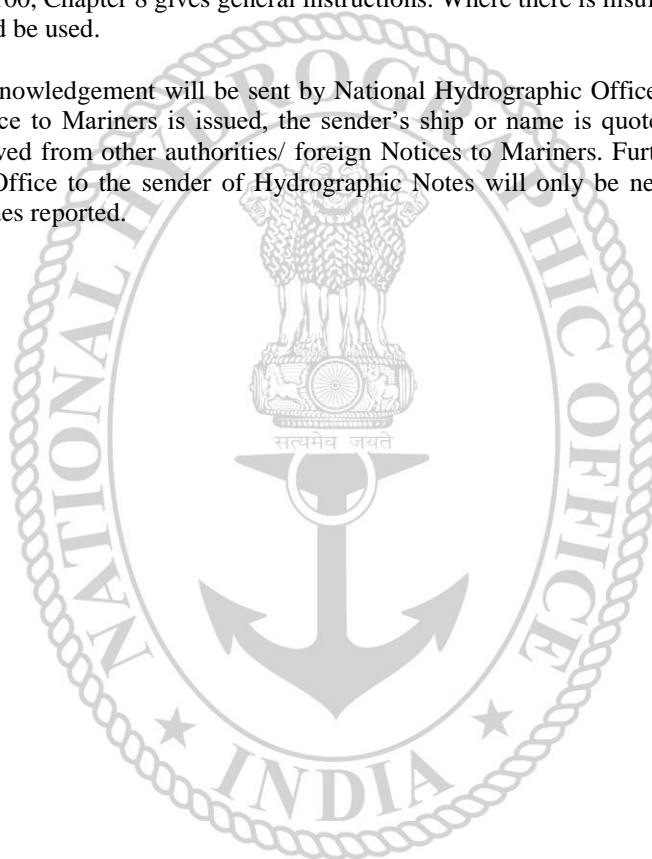 100, Chapter 8 gives general instructions. Where there is insu
d be used.
nowledgement will be sent by National Hydrographic Office
ce to Mariners is issued, the sender’s ship or name is quote
ved from other authorities/ foreign Notices to Mariners. Furt
Office to the sender of Hydrographic Notes will only be ne
ues reported.
NATIONAL HYDROGRAPHIC OFFICE
सत्यमेव जयते
INDIA